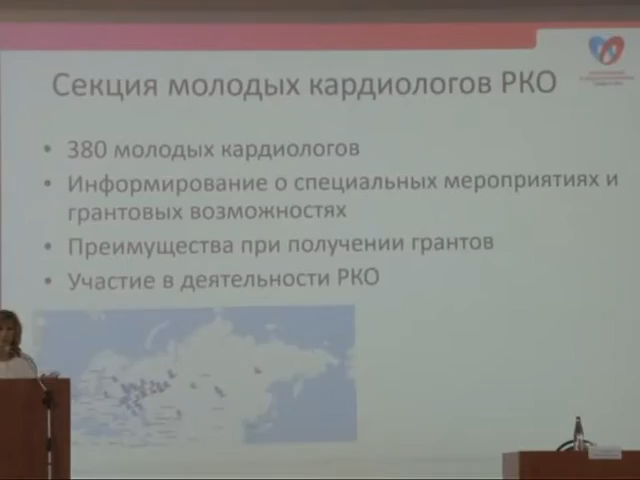 Секция молодых кардиологов РКО
• 380 молодых кардиологов
• Информирование о специальных мероприятиях и
грантовых возможностях
• Преимущества при получении грантов
• Участие в деятельности РКО